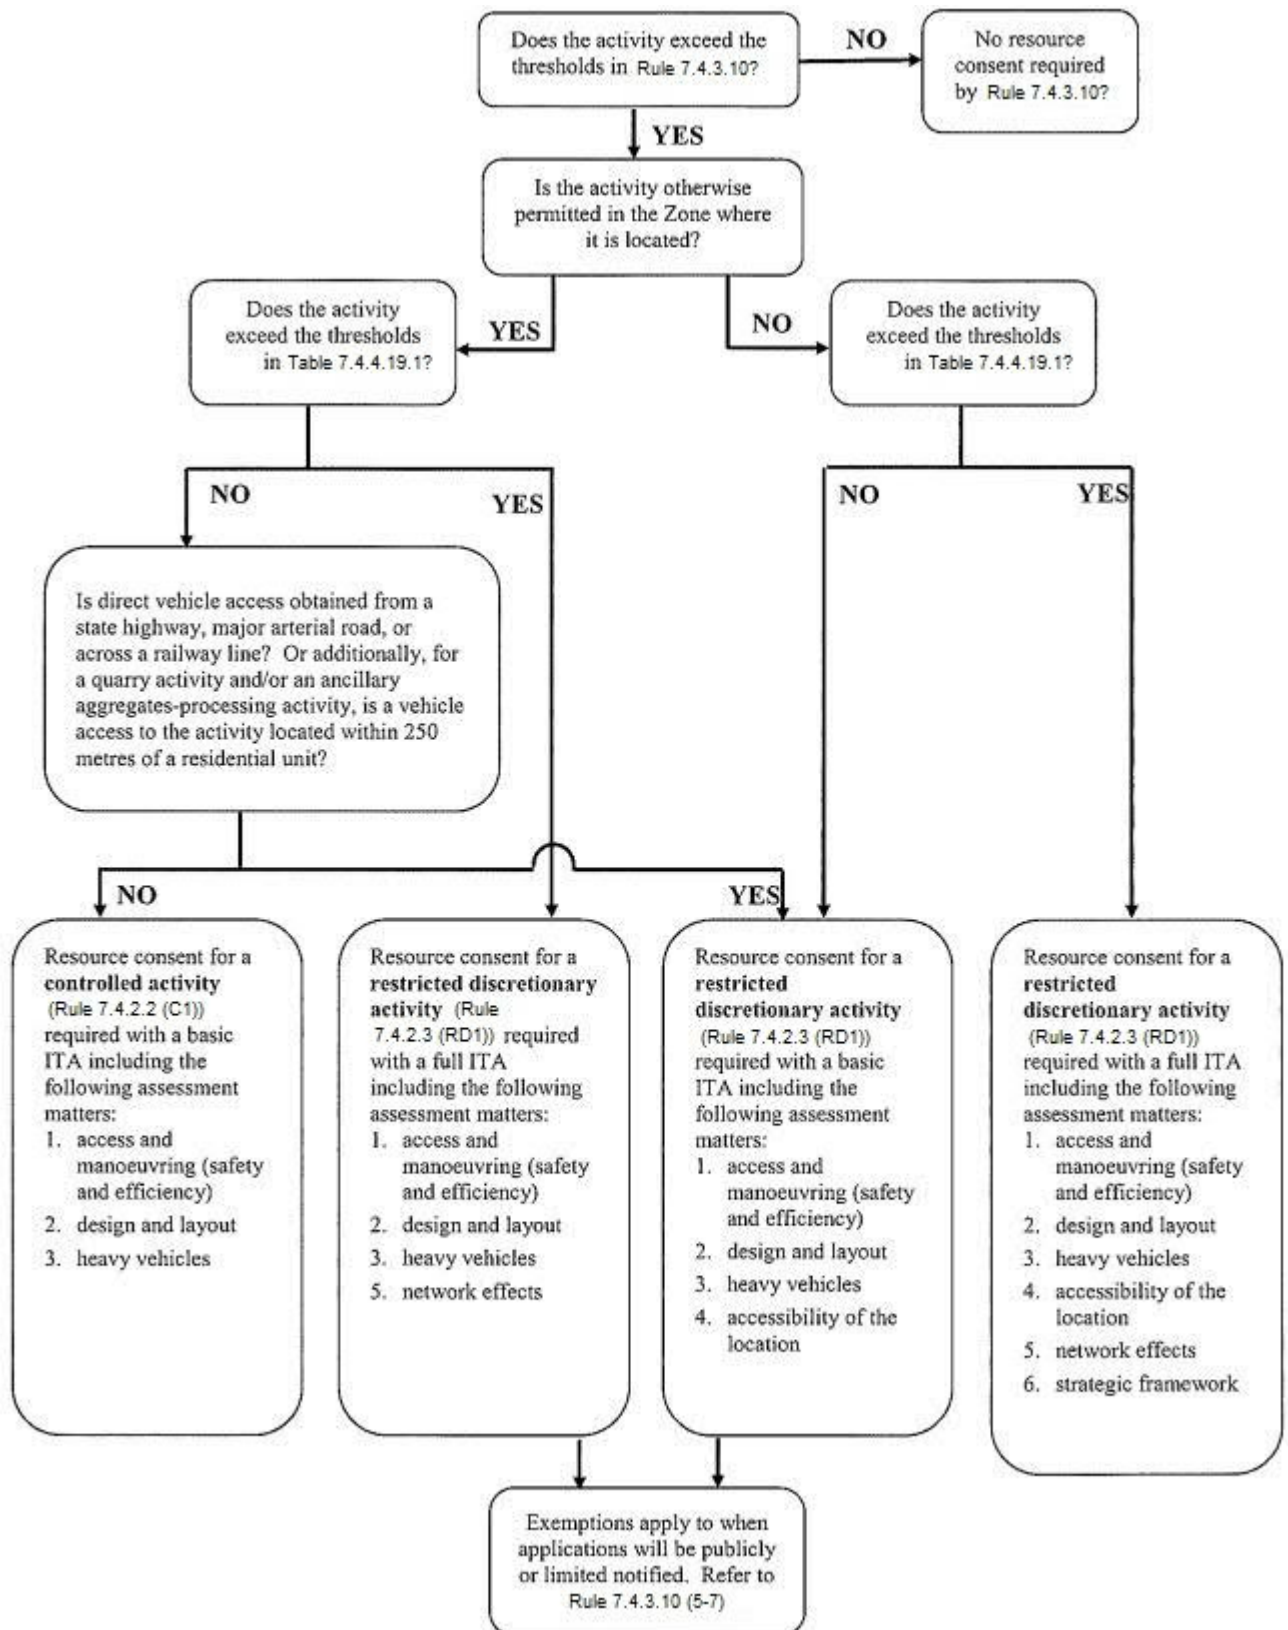 Does the activity exceed the
thresholds in Rule 7.4.3.10?
NO
No resource
consent required
by Rule 7.4.3.10?
YES
Is the activity otherwise
permitted in the Zone where
it is located?
Does the activity
exceed the thresholds
in Table 7.4.4.19.1?
YES
NO
Does the activity
exceed the thresholds
in Table 7.4.4.19.1?
NO
YES
NO
YES
Is direct vehicle access obtained from a
state highway, major arterial road, or
across a railway line? Or additionally, for
a quarry activity and/or an ancillary
aggregates-processing activity, is a vehicle
access to the activity located within 250
metres of a residential unit?
NO
YES
Resource consent for a
controlled activity
(Rule 7.4.2.2 (C1))
required with a basic
ITA including the
following assessment
matters:
1. access and
manoeuvring (safety
and efficiency)
2. design and layout
3. heavy vehicles
Resource consent for a
restricted discretionary
activity (Rule
7.4.2.3 (RD1)) required
with a full ITA
including the following
assessment matters:
1. access and
manoeuvring (safety
and efficiency)
2. design and layout
3. heavy vehicles
5. network effects
Resource consent for a
restricted
discretionary activity
(Rule 7.4.2.3 (RD1))
required with a basic
ITA including the
following assessment
matters:
1. access and
manoeuvring (safety
and efficiency)
2. design and layout
3. heavy vehicles
4. accessibility of the
location
Resource consent for a
restricted
discretionary activity
(Rule 7.4.2.3 (RD1))
required with a full ITA
including the following
assessment matters:
1. access and
manoeuvring (safety
and efficiency)
2. design and layout
3. heavy vehicles
4. accessibility of the
location
5. network effects
6. strategic framework
Exemptions apply to when
applications will be publicly
or limited notified. Refer to
Rule 7.4.3.10 (5-7)